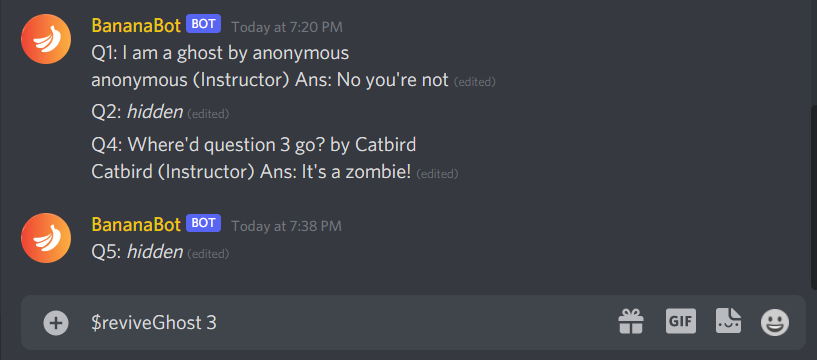 BananaBot BOT Today at 7:20 PM
Q1: I am a ghost by anonymous
anonymous (Instructor) Ans: No you're not (edited)
Q2: hidden (edited)
Q4: Where'd question 3 go? by Catbird
Catbird (Instructor) Ans: It's a zombie! (edited)
BananaBot BOT Today at 7:38 PM
Q5: hidden (edited)
$reviveGhost 3 GIF